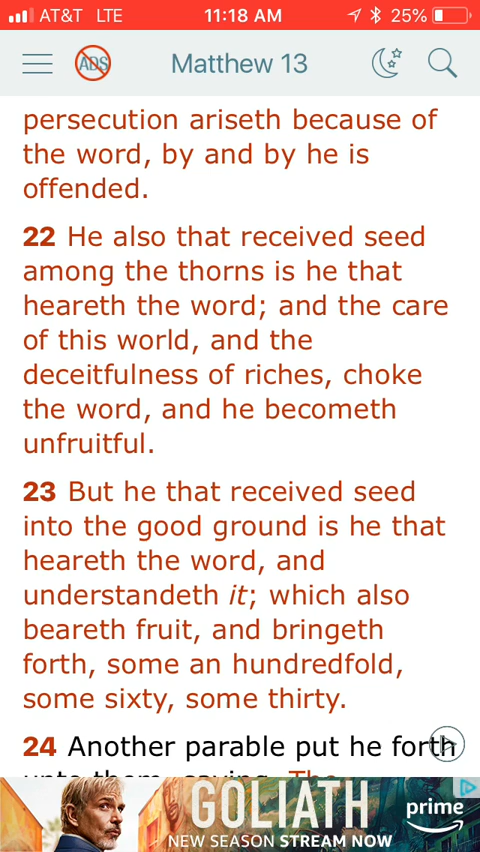 AT&T LTE 11:18 AM 25%
ADS Matthew 13
persecution ariseth because of
the word, by and by he is
offended.
22 He also that received seed
among the thorns is he that
heareth the word; and the care
of this world, and the
deceitfulness of riches, choke
the word, and he becometh
unfruitful.
23 But he that received seed
into the good ground is he that
heareth the word, and
understandeth it; which also
beareth fruit, and bringeth
forth, some an hundredfold,
some sixty, some thirty.
24 Another parable put he forth
unto them, saying, The
GOLIATH
NEW SEASON STREAM NOW
prime